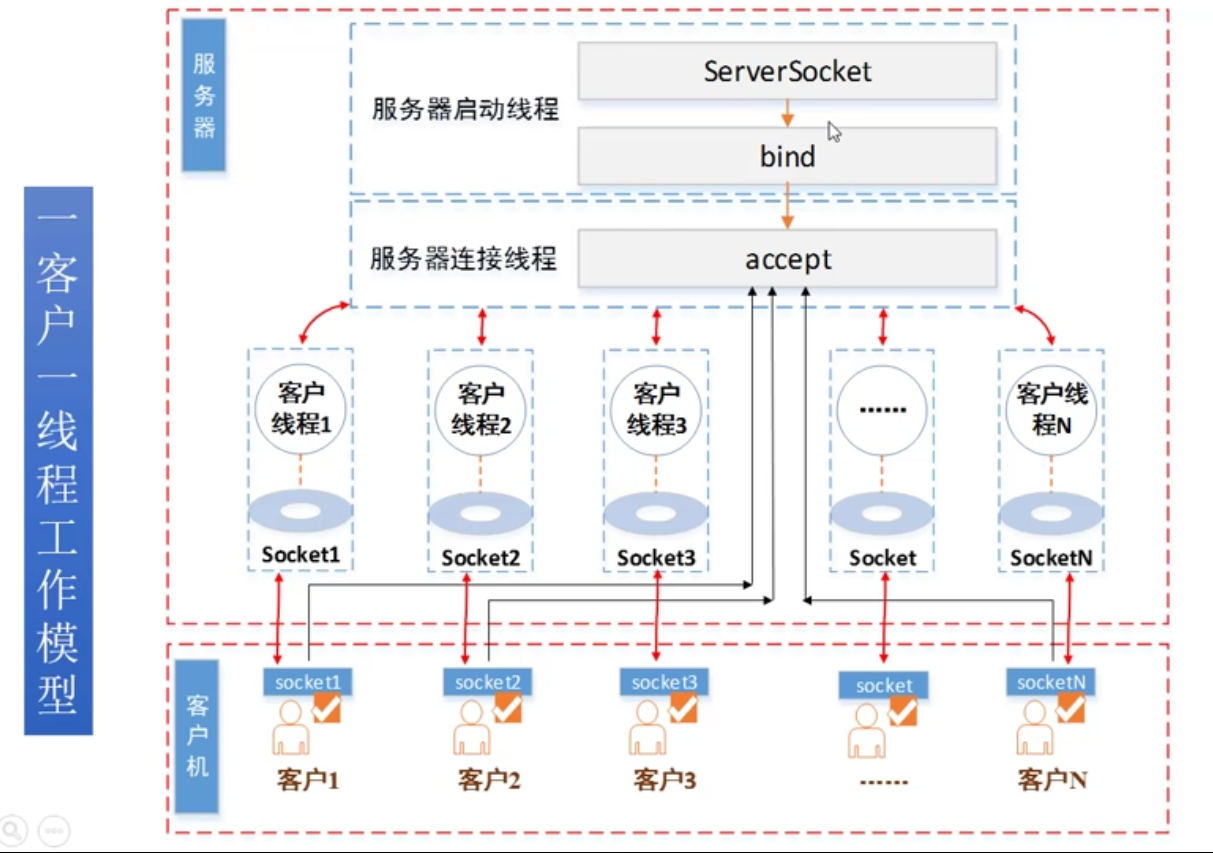 一客户一线程工作模型
服务器
ServerSocket
服务器启动线程
bind
服务器连接线程
accept
客户
线程1
客户
线程2
客户
线程3
……
客户线
程N
Socket1
Socket2
Socket3
Socket
SocketN
客户机
socket1
socket2
socket3
socket
socketN
客户1
客户2
客户3
……
客户N